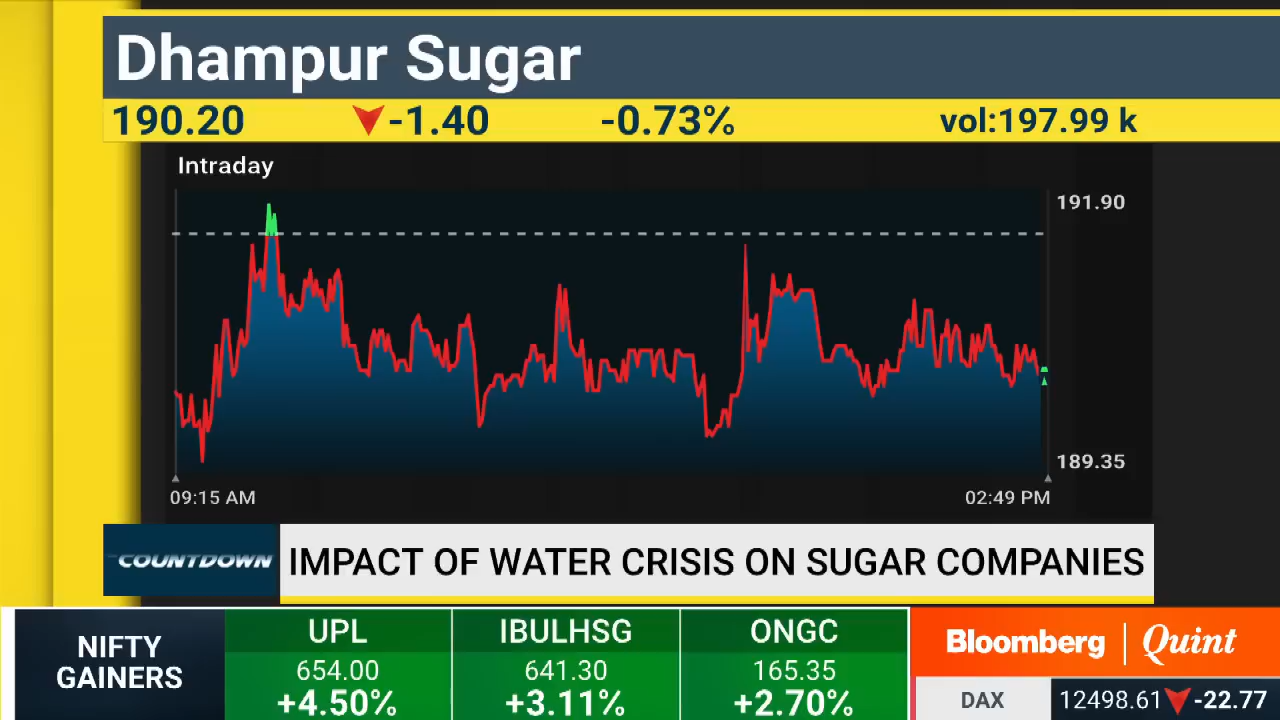 Dhampur Sugar
190.20 -1.40 -0.73% vol:197.99 k
Intraday
191.90
189.35
09:15 AM 02:49 PM
COUNTDOWN
IMPACT OF WATER CRISIS ON SUGAR COMPANIES
NIFTY
GAINERS
UPL
654.00
+4.50%
IBULHSG
641.30
+3.11%
ONGC
165.35
+2.70%
Bloomberg | Quint
DAX 12498.61 -22.77